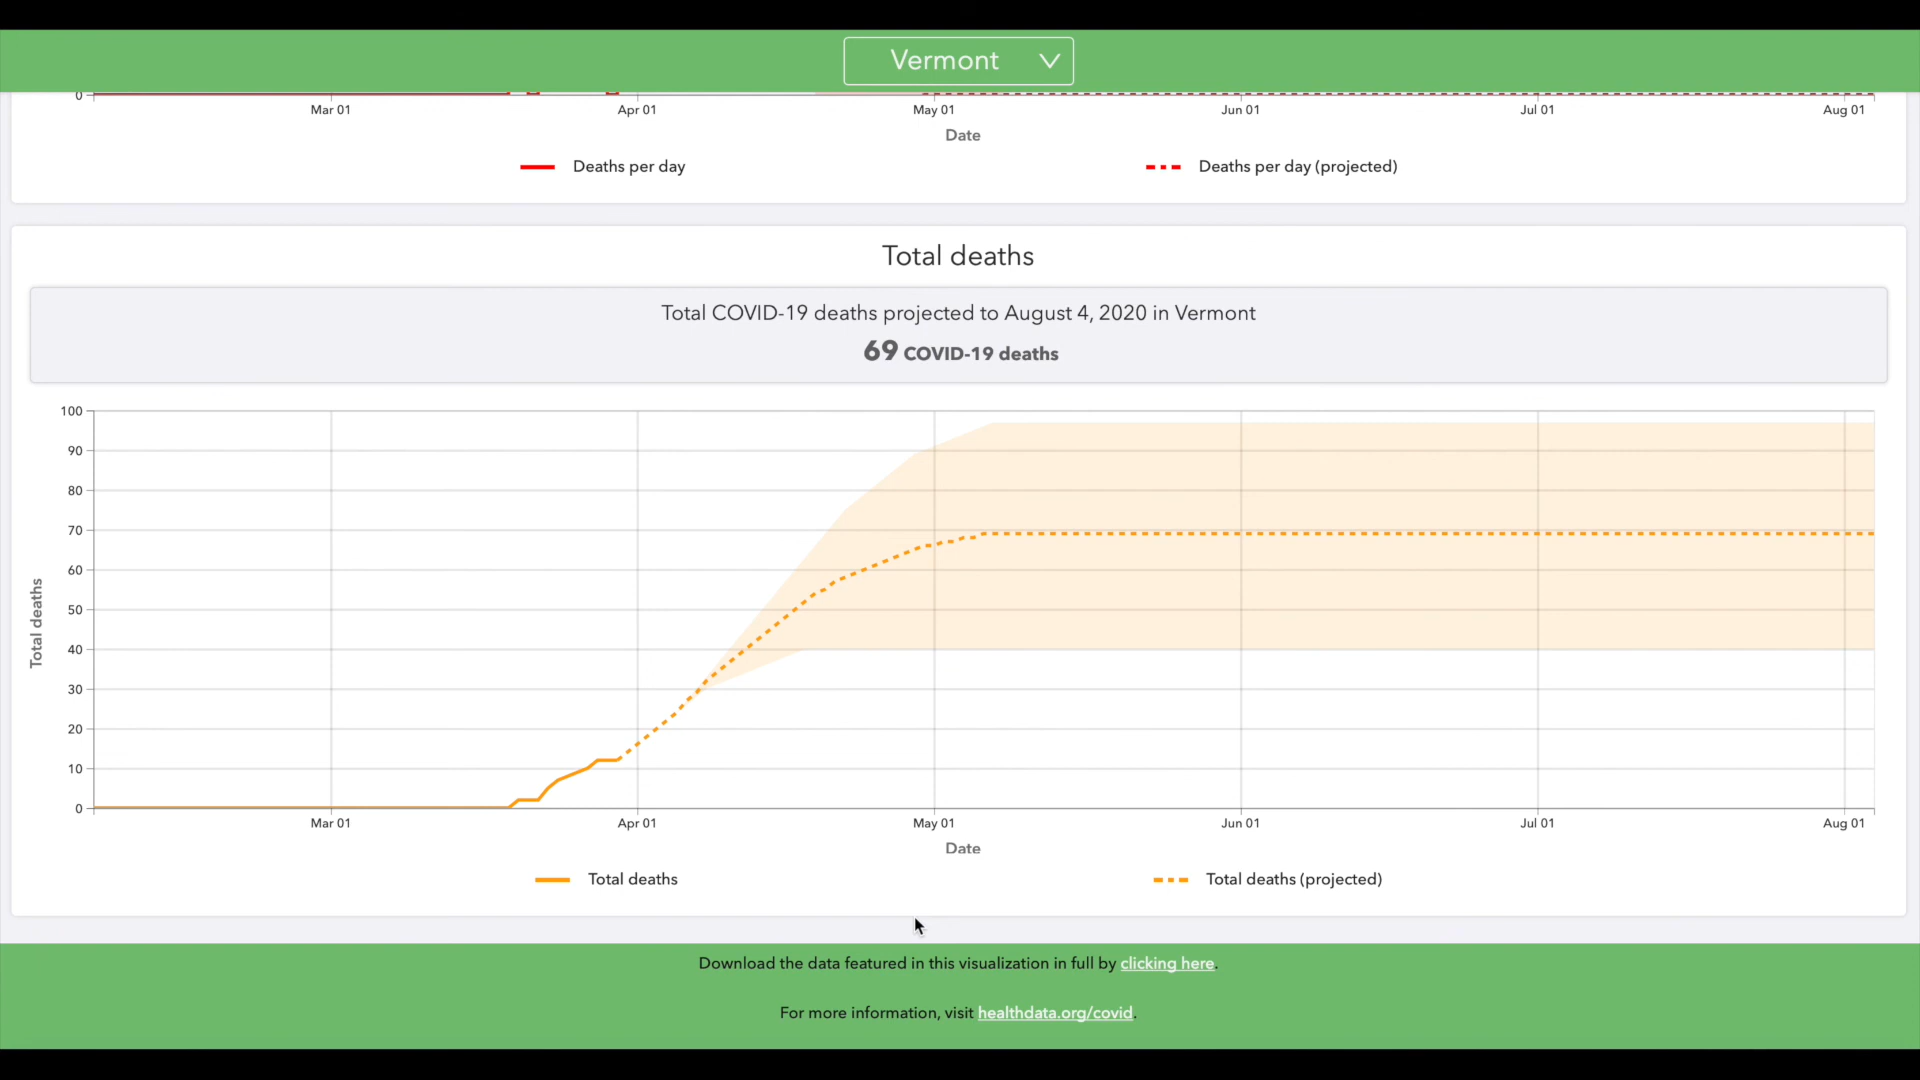 Vermont
0
Mar 01 Apr 01 May 01 Jun 01 Jul 01 Aug 01
Date
Deaths per day Deaths per day (projected)
Total deaths
Total COVID-19 deaths projected to August 4, 2020 in Vermont
69 COVID-19 deaths
100
90
80
70
60
50
40
30
20
10
0
Total deaths
Mar 01 Apr 01 May 01 Jun 01 Jul 01 Aug 01
Date
Total deaths Total deaths (projected)
Download the data featured in this visualization in full by clicking here.
For more information, visit healthdata.org/covid.